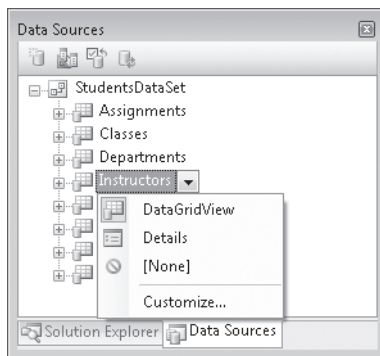 Data Sources
StudentsDataSet
Assignments
Classes
Departments
Instructors
DataGridView
Details
[None]
Customize...
Solution Explorer Data Sources